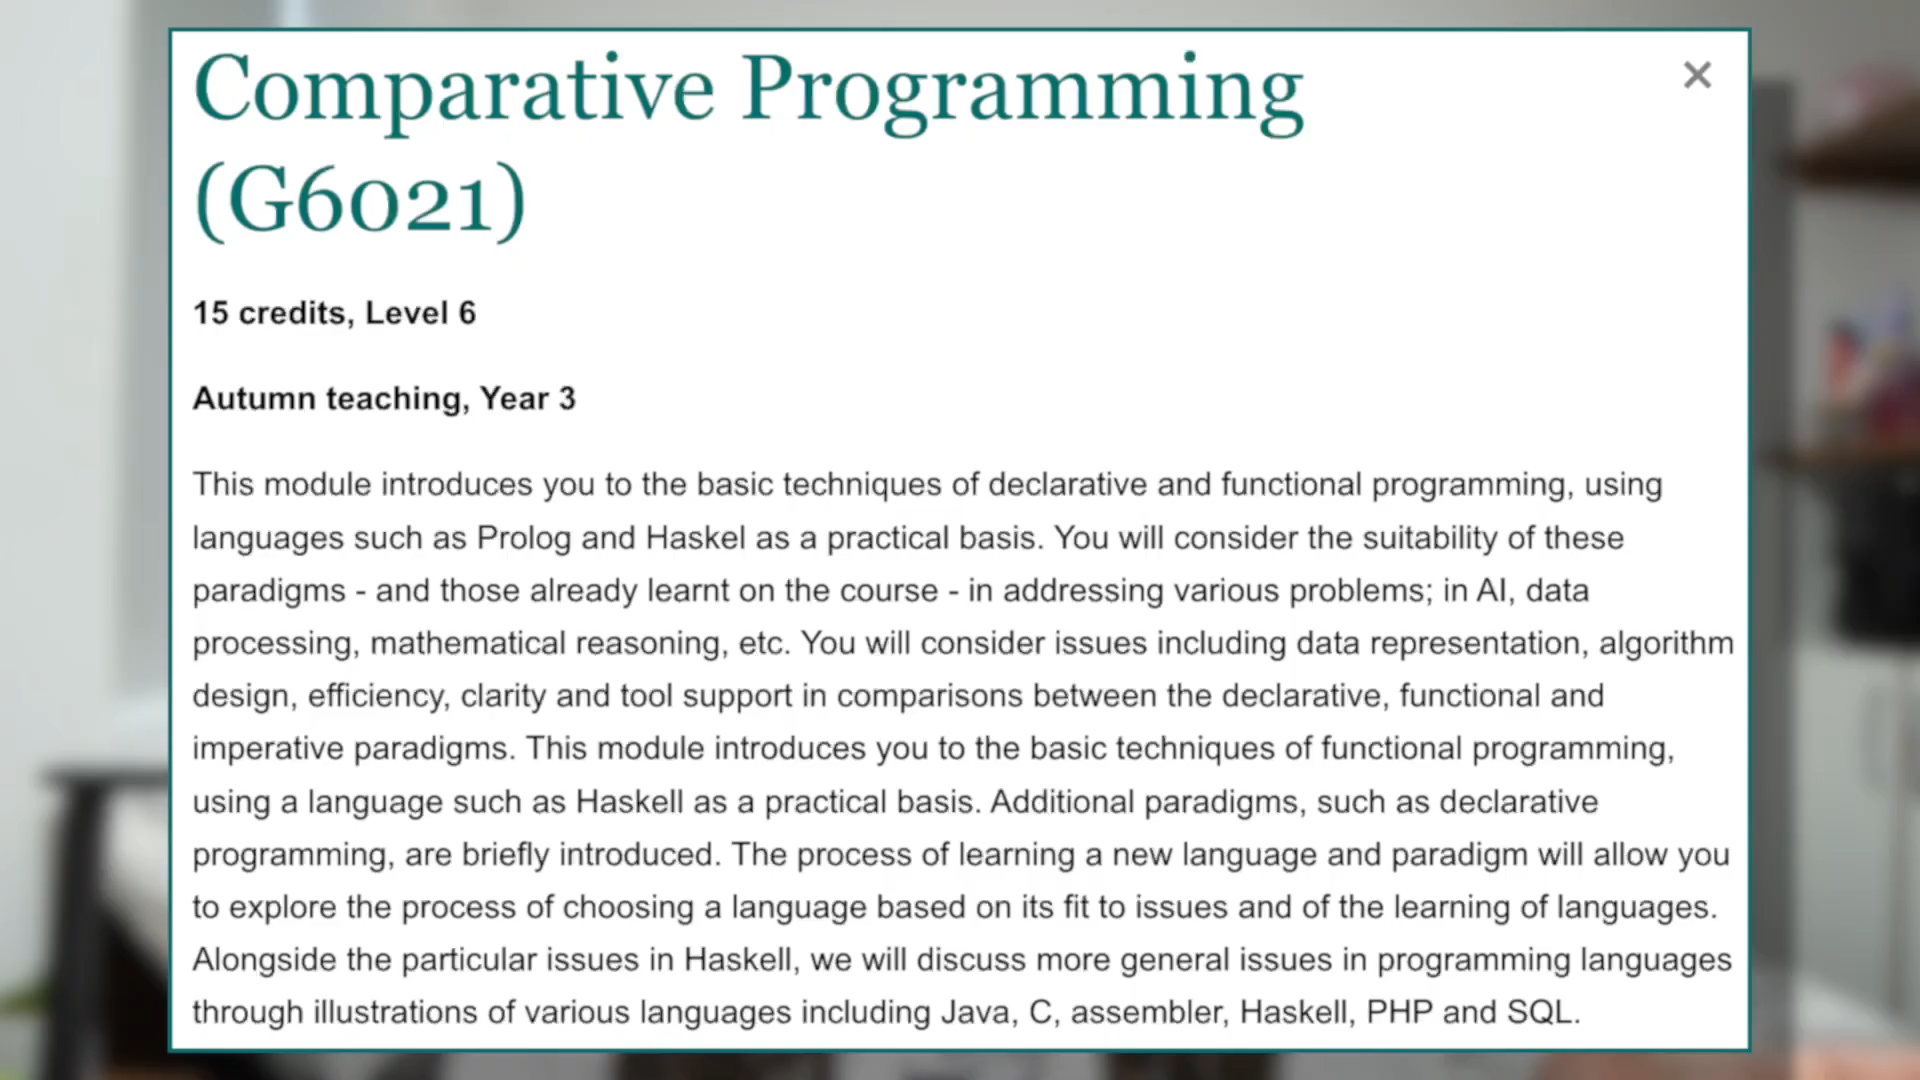 Comparative Programming
(G6021)
15 credits, Level 6
Autumn teaching, Year 3
This module introduces you to the basic techniques of declarative and functional programming, using
languages such as Prolog and Haskel as a practical basis. You will consider the suitability of these
paradigms - and those already learnt on the course - in addressing various problems; in AI, data
processing, mathematical reasoning, etc. You will consider issues including data representation, algorithm
design, efficiency, clarity and tool support in comparisons between the declarative, functional and
imperative paradigms. This module introduces you to the basic techniques of functional programming,
using a language such as Haskell as a practical basis. Additional paradigms, such as declarative
programming, are briefly introduced. The process of learning a new language and paradigm will allow you
to explore the process of choosing a language based on its fit to issues and of the learning of languages.
Alongside the particular issues in Haskell, we will discuss more general issues in programming languages
through illustrations of various languages including Java, C, assembler, Haskell, PHP and SQL.